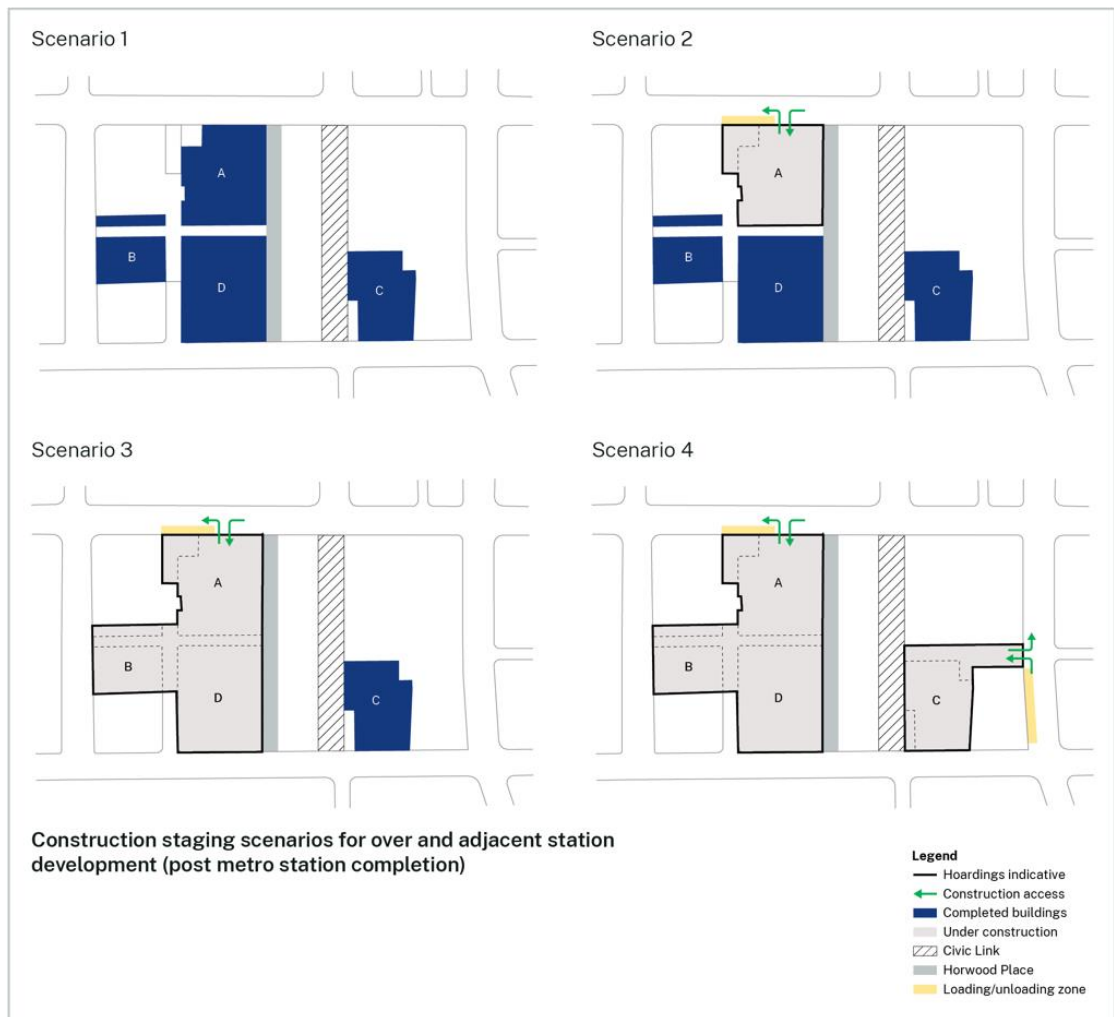 Scenario 1
A
B
D
C
Scenario 2
A
B
D
C
Scenario 3
A
B
D
C
Scenario 4
A
B
D
C
Construction staging scenarios for over and adjacent station
development (post metro station completion)
Legend
Hoardings indicative
Construction access
Completed buildings
Under construction
Civic Link
Horwood Place
Loading/unloading zone